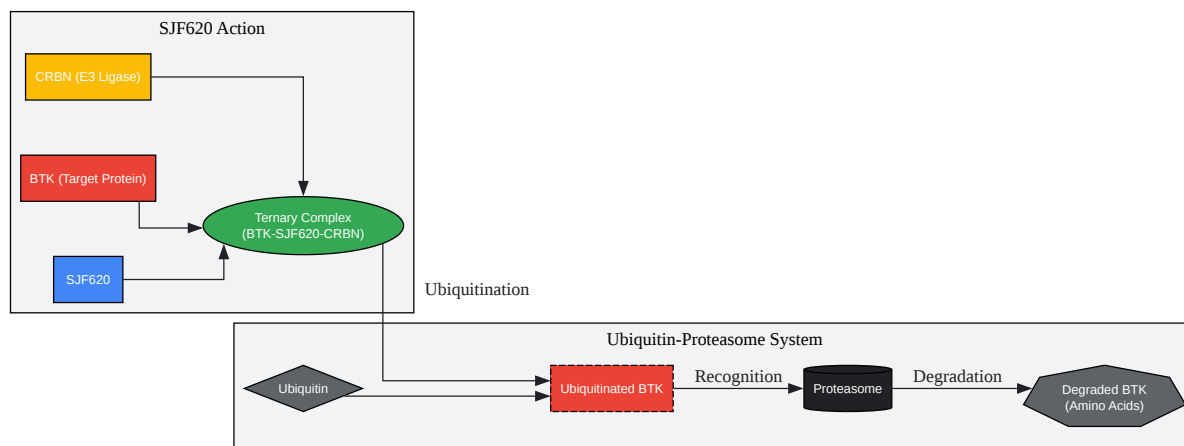 SJF620 Action
CRBN (E3 Ligase)
BTK (Target Protein)
Ternary Complex
(BTK-SJF620-CRBN)
SJF620
Ubiquitination
Ubiquitin-Proteasome System
Ubiquitin
Ubiquitinated BTK
Recognition
Proteasome
Degradation
Degraded BTK
(Amino Acids)